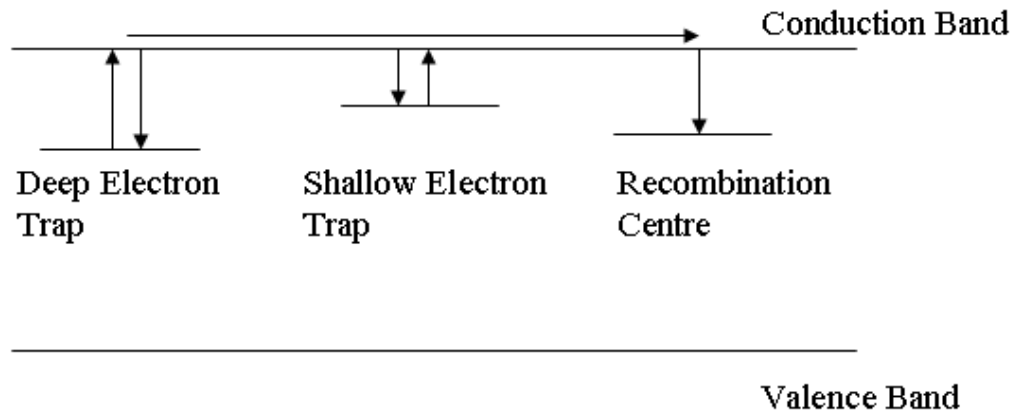 Conduction Band
Deep Electron
Trap
Shallow Electron
Trap
Recombination
Centre
Valence Band